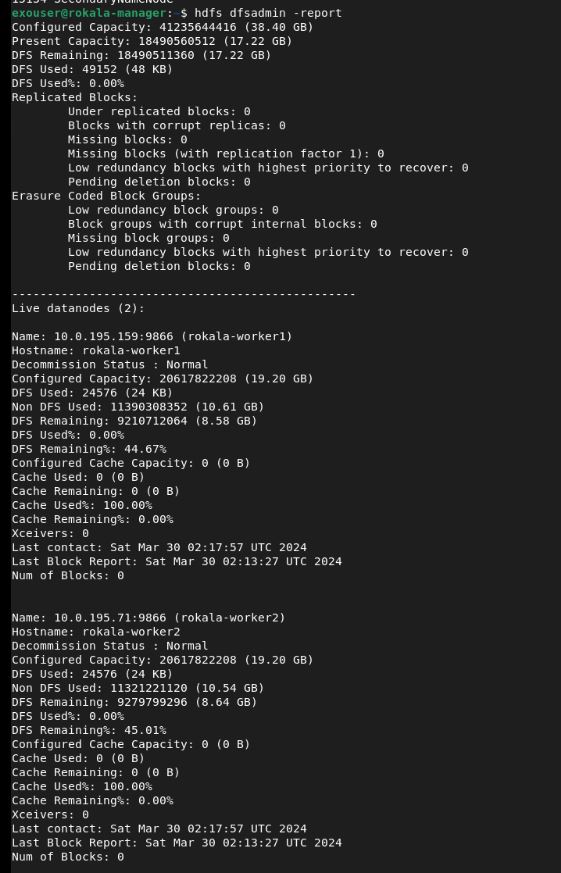 13134 SecondaryNameNode
exouser@rokala-manager:~$ hdfs dfsadmin -report
Configured Capacity: 41235644416 (38.40 GB)
Present Capacity: 18490560512 (17.22 GB)
DFS Remaining: 18490511360 (17.22 GB)
DFS Used: 49152 (48 KB)
DFS Used%: 0.00%
Replicated Blocks:
	Under replicated blocks: 0
	Blocks with corrupt replicas: 0
	Missing blocks: 0
	Missing blocks (with replication factor 1): 0
	Low redundancy blocks with highest priority to recover: 0
	Pending deletion blocks: 0
Erasure Coded Block Groups:
	Low redundancy block groups: 0
	Block groups with corrupt internal blocks: 0
	Missing block groups: 0
	Low redundancy blocks with highest priority to recover: 0
	Pending deletion blocks: 0
-------------------------------------------------
Live datanodes (2):
Name: 10.0.195.159:9866 (rokala-worker1)
Hostname: rokala-worker1
Decommission Status : Normal
Configured Capacity: 20617822208 (19.20 GB)
DFS Used: 24576 (24 KB)
Non DFS Used: 11390308352 (10.61 GB)
DFS Remaining: 9210712064 (8.58 GB)
DFS Used%: 0.00%
DFS Remaining%: 44.67%
Configured Cache Capacity: 0 (0 B)
Cache Used: 0 (0 B)
Cache Remaining: 0 (0 B)
Cache Used%: 100.00%
Cache Remaining%: 0.00%
Xceivers: 0
Last contact: Sat Mar 30 02:17:57 UTC 2024
Last Block Report: Sat Mar 30 02:13:27 UTC 2024
Num of Blocks: 0
Name: 10.0.195.71:9866 (rokala-worker2)
Hostname: rokala-worker2
Decommission Status : Normal
Configured Capacity: 20617822208 (19.20 GB)
DFS Used: 24576 (24 KB)
Non DFS Used: 11321221120 (10.54 GB)
DFS Remaining: 9279799296 (8.64 GB)
DFS Used%: 0.00%
DFS Remaining%: 45.01%
Configured Cache Capacity: 0 (0 B)
Cache Used: 0 (0 B)
Cache Remaining: 0 (0 B)
Cache Used%: 100.00%
Cache Remaining%: 0.00%
Xceivers: 0
Last contact: Sat Mar 30 02:17:57 UTC 2024
Last Block Report: Sat Mar 30 02:13:27 UTC 2024
Num of Blocks: 0